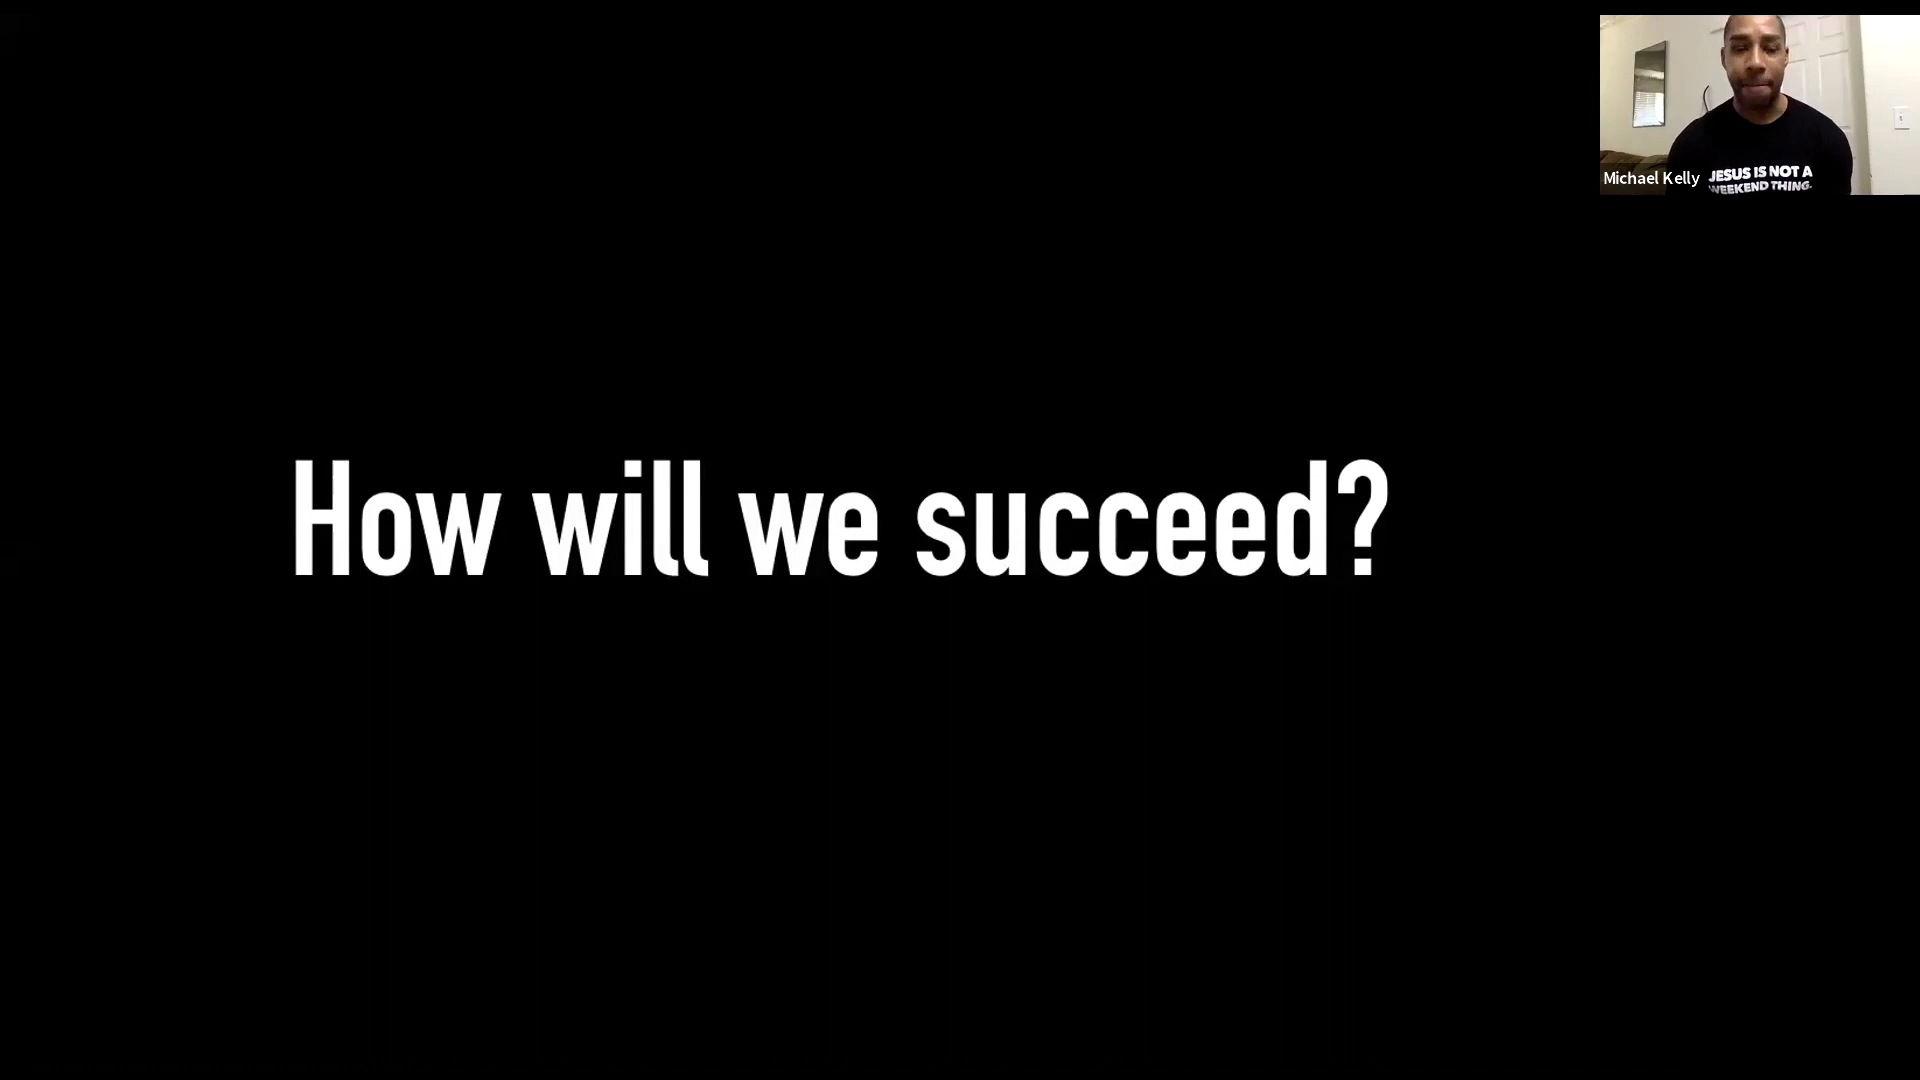 How will we succeed?
Michael Kelly
JESUS IS NOT A
WEEKEND THING.